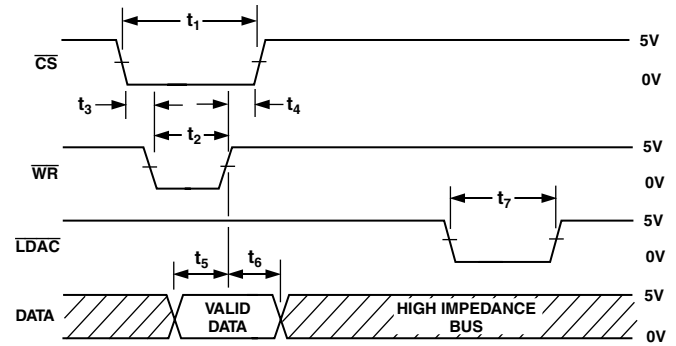 t1
CS
5V
0V
t3
t4
t2
WR
5V
0V
t7
LDAC
5V
0V
t5
t6
DATA
VALID
DATA
HIGH IMPEDANCE
BUS
5V
0V